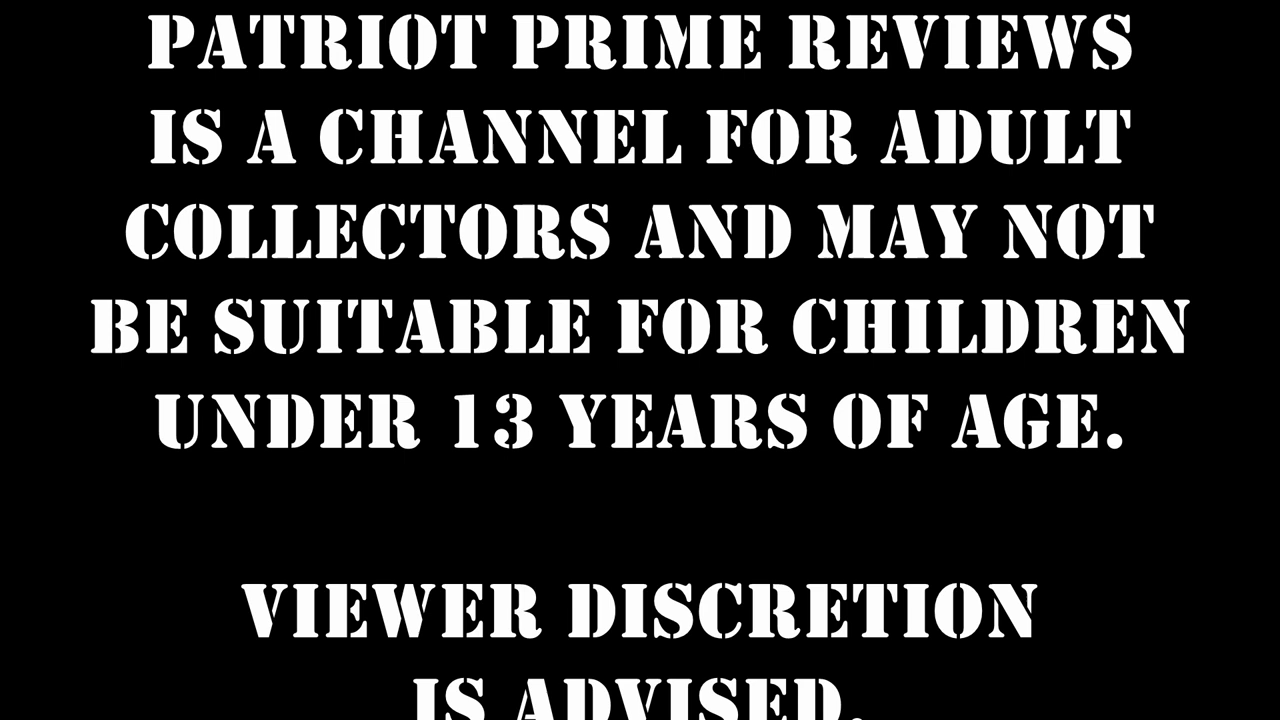 PATRIOT PRIME REVIEWS
IS A CHANNEL FOR ADULT
COLLECTORS AND MAY NOT
BE SUITABLE FOR CHILDREN
UNDER 13 YEARS OF AGE.
VIEWER DISCRETION
IS ADVISED.